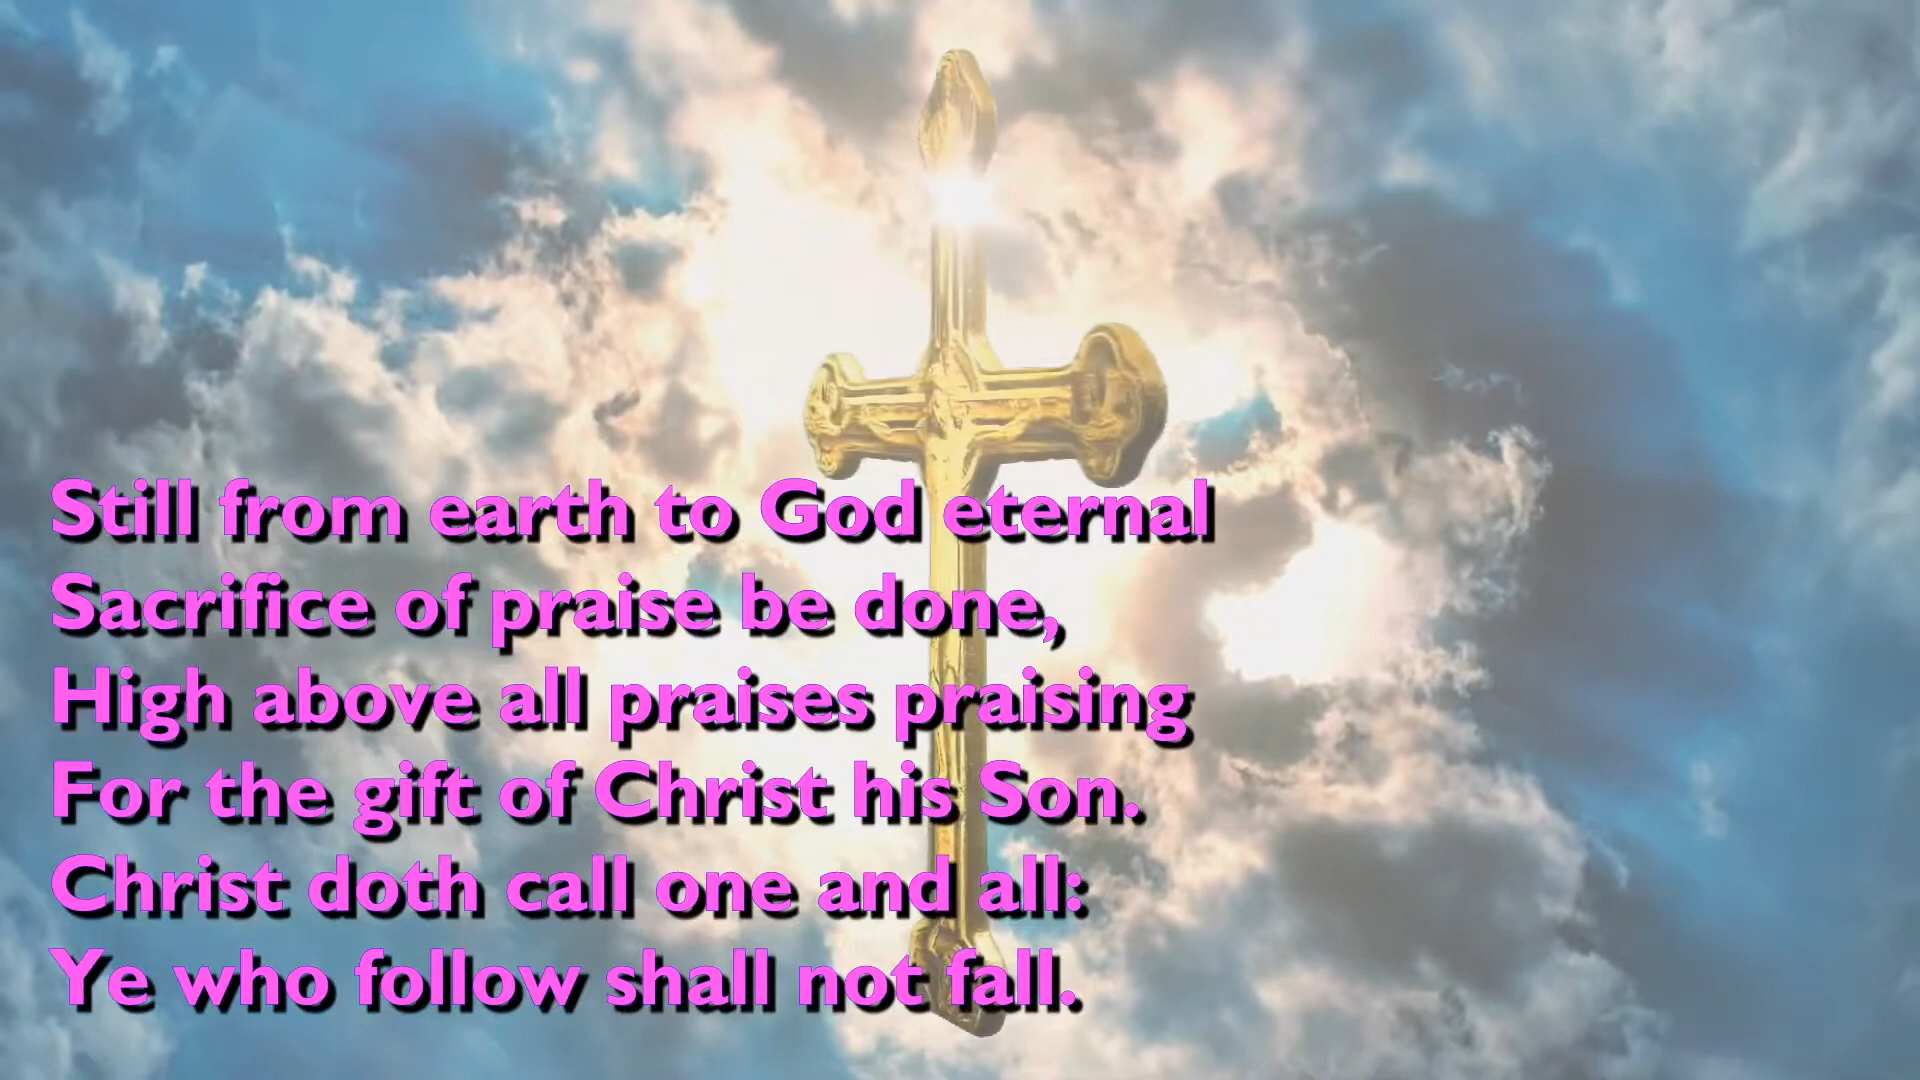 Still from earth to God eternal
Sacrifice of praise be done,
High above all praises praising
For the gift of Christ his Son.
Christ doth call one and all:
Ye who follow shall not fall.